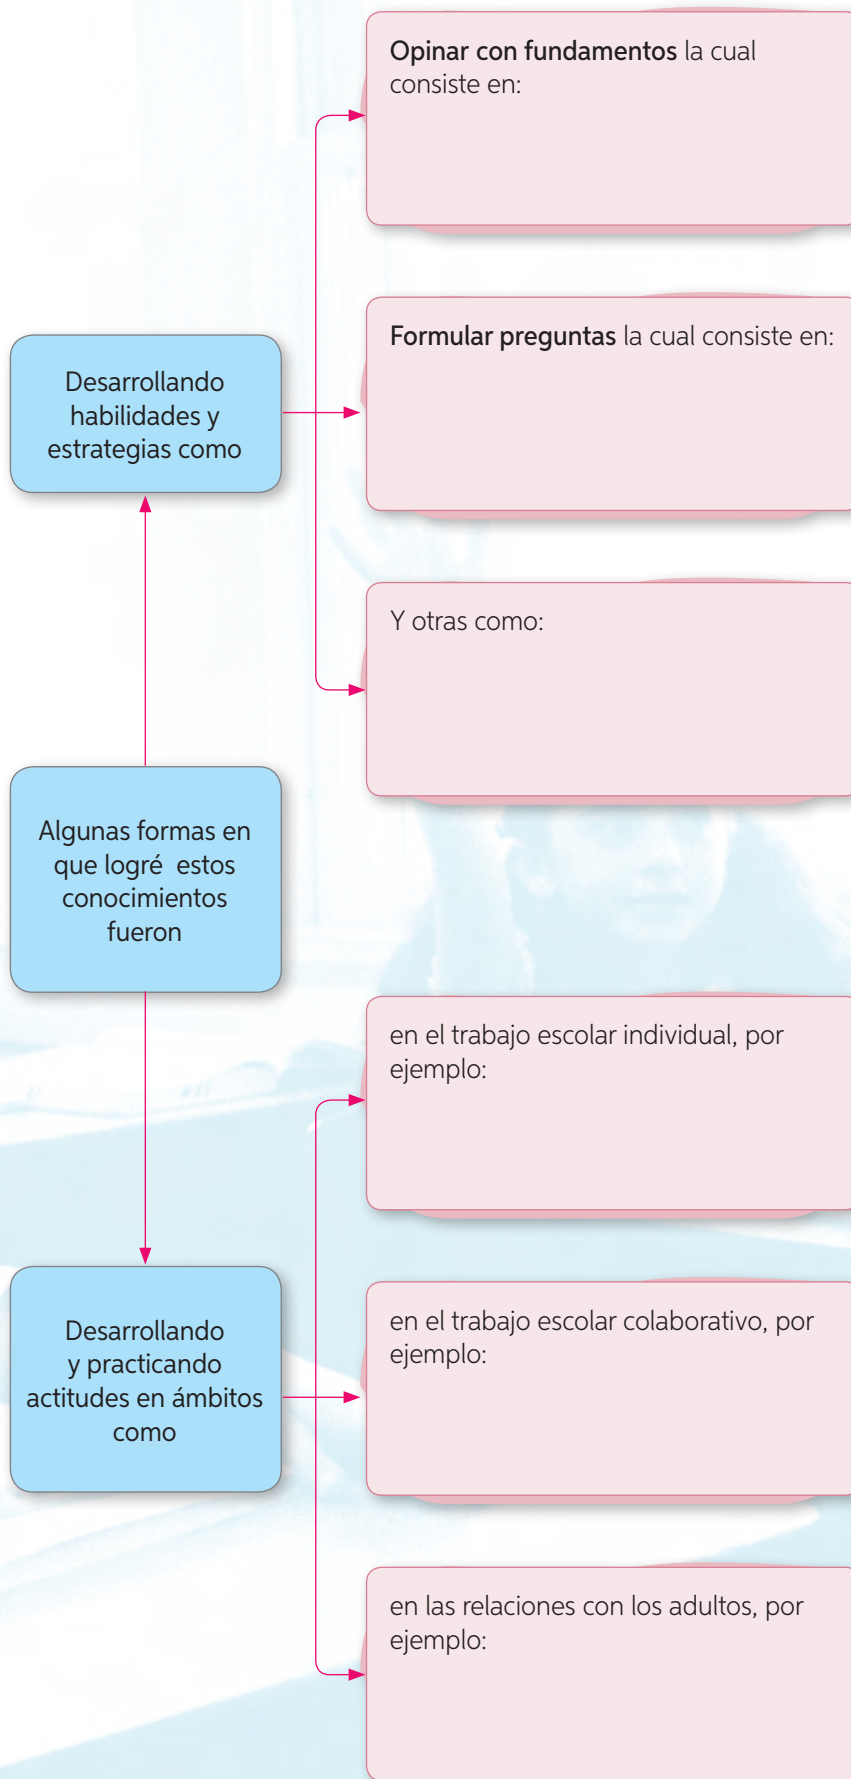 Opinar con fundamentos la cual
consiste en:
Formular preguntas la cual consiste en:
Desarrollando
habilidades y
estrategias como
Y otras como:
Algunas formas en
que logré estos
conocimientos
fueron
en el trabajo escolar individual, por
ejemplo:
Desarrollando
y practicando
actitudes en ámbitos
como
en el trabajo escolar colaborativo, por
ejemplo:
en las relaciones con los adultos, por
ejemplo: